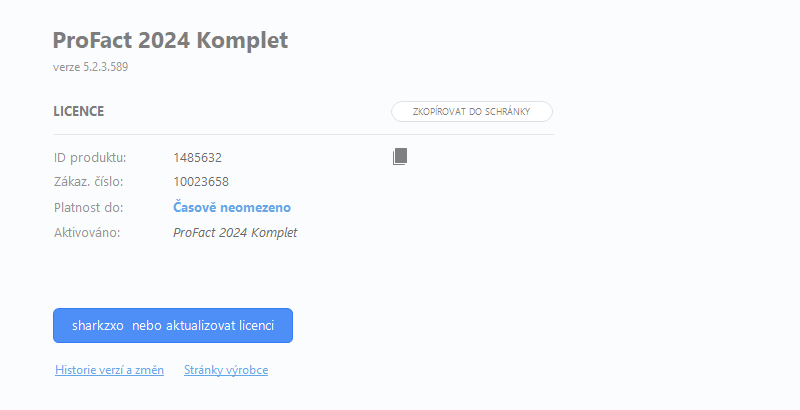 ProFact 2024 Komplet
verze 5.2.3.589
LICENCE
ZKOPÍROVAT DO SCHRÁNKY
ID produktu: 1485632
Zákaz. číslo: 10023658
Platnost do: Časově neomezeno
Aktivováno: ProFact 2024 Komplet
sharkzxo nebo aktualizovat licenci
Historie verzí a změn Stránky výrobce